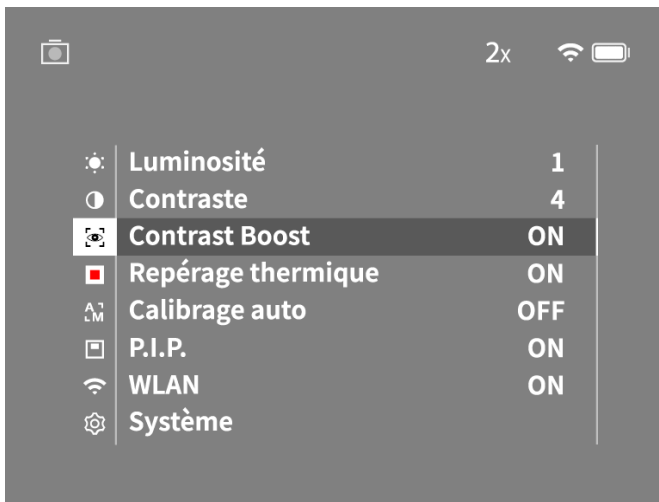 2x
Luminosité 1
Contraste 4
Contrast Boost ON
Repérage thermique ON
Calibrage auto OFF
P.I.P. ON
WLAN ON
Système